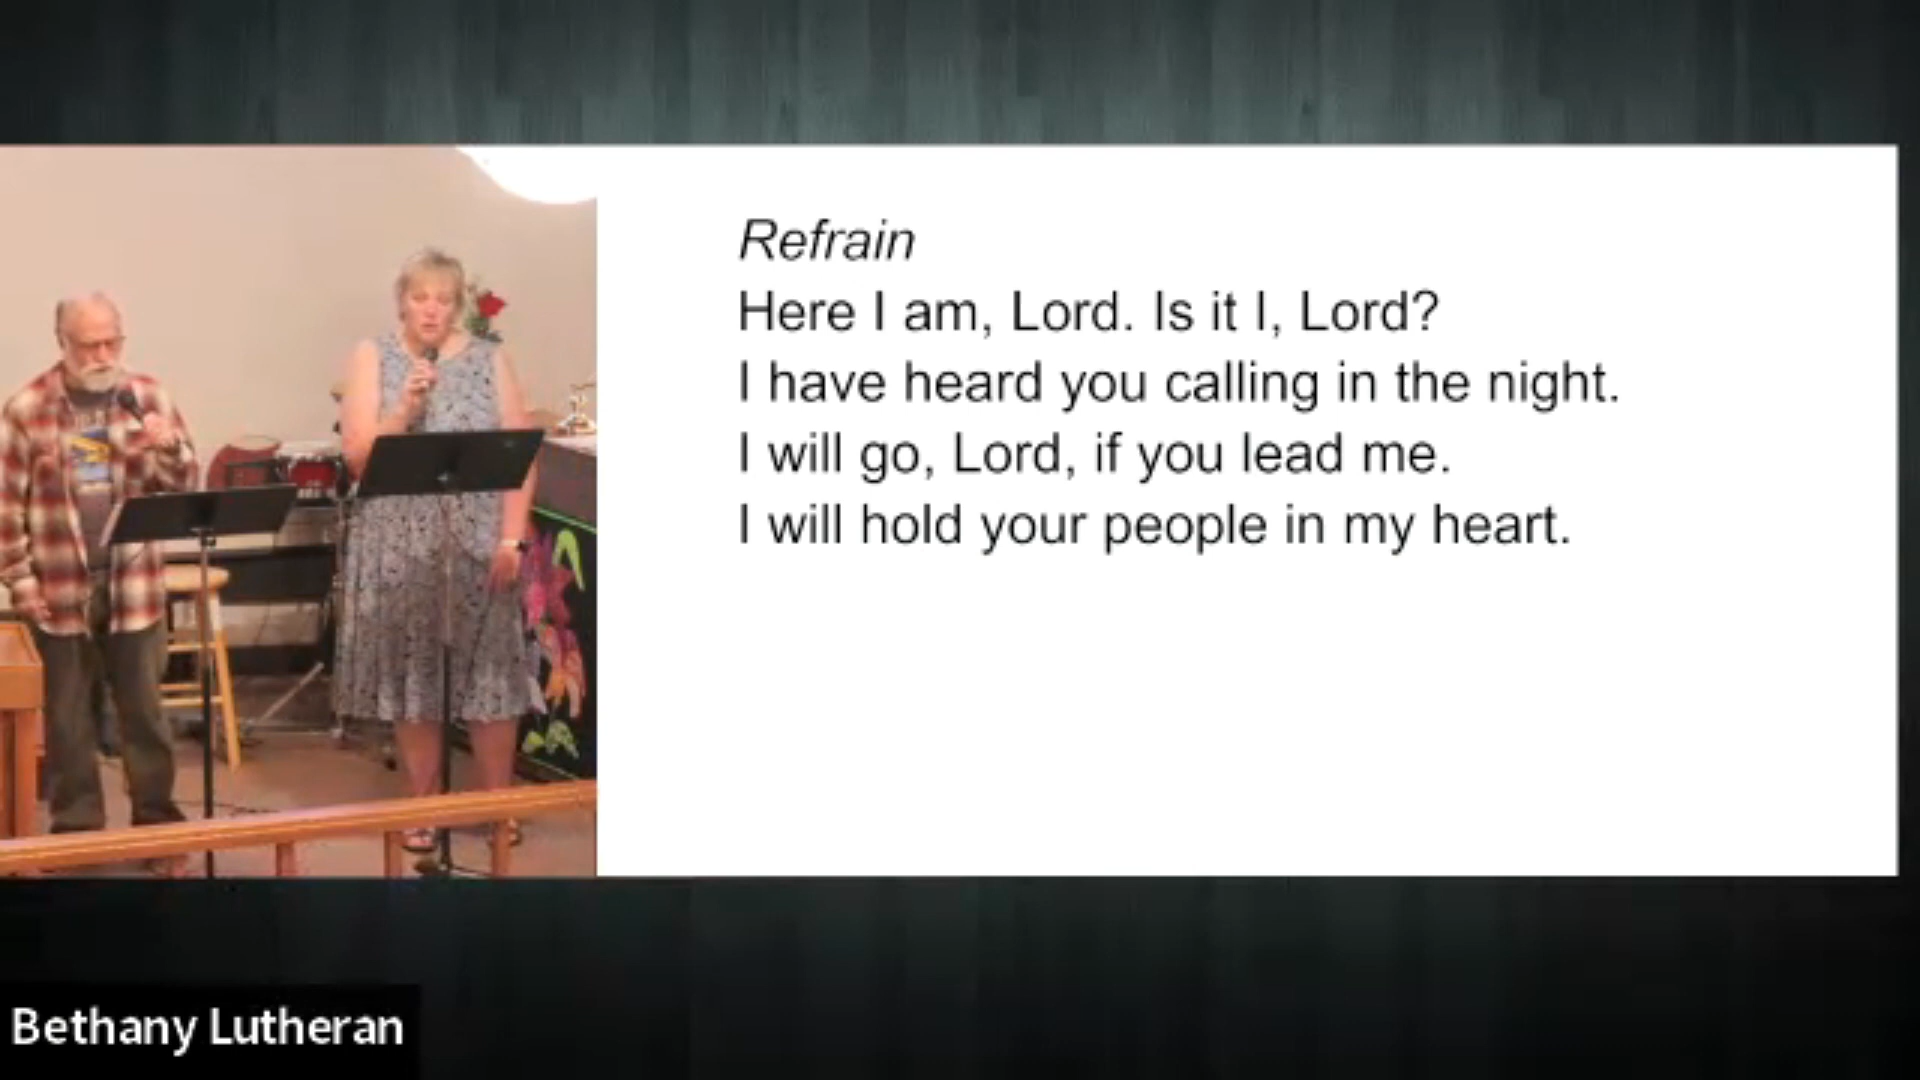 Refrain
Here I am, Lord. Is it I, Lord?
I have heard you calling in the night.
I will go, Lord, if you lead me.
I will hold your people in my heart.
Bethany Lutheran